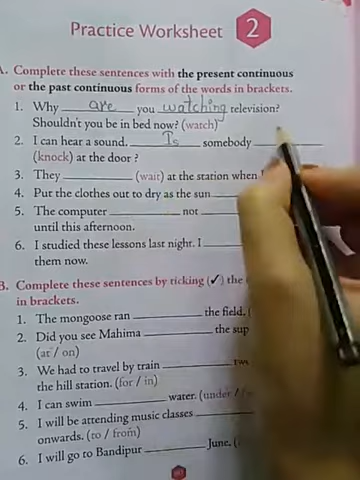 Practice Worksheet 2
A. Complete these sentences with the present continuous
or the past continuous forms of the words in brackets.
1. Why are you watching television?
Shouldn't you be in bed now? (watch)
2. I can hear a sound. Is somebody
(knock) at the door ?
3. They (wait) at the station when
4. Put the clothes out to dry as the sun
5. The computer not
until this afternoon.
6. I studied these lessons last night. I
them now.
B. Complete these sentences by ticking (✓) the
in brackets.
1. The mongoose ran the field. (
2. Did you see Mahima the sup
(at / on)
3. We had to travel by train
the hill station. (for / in)
4. I can swim water. (under /
5. I will be attending music classes
onwards. (to / from)
6. I will go to Bandipur June. (